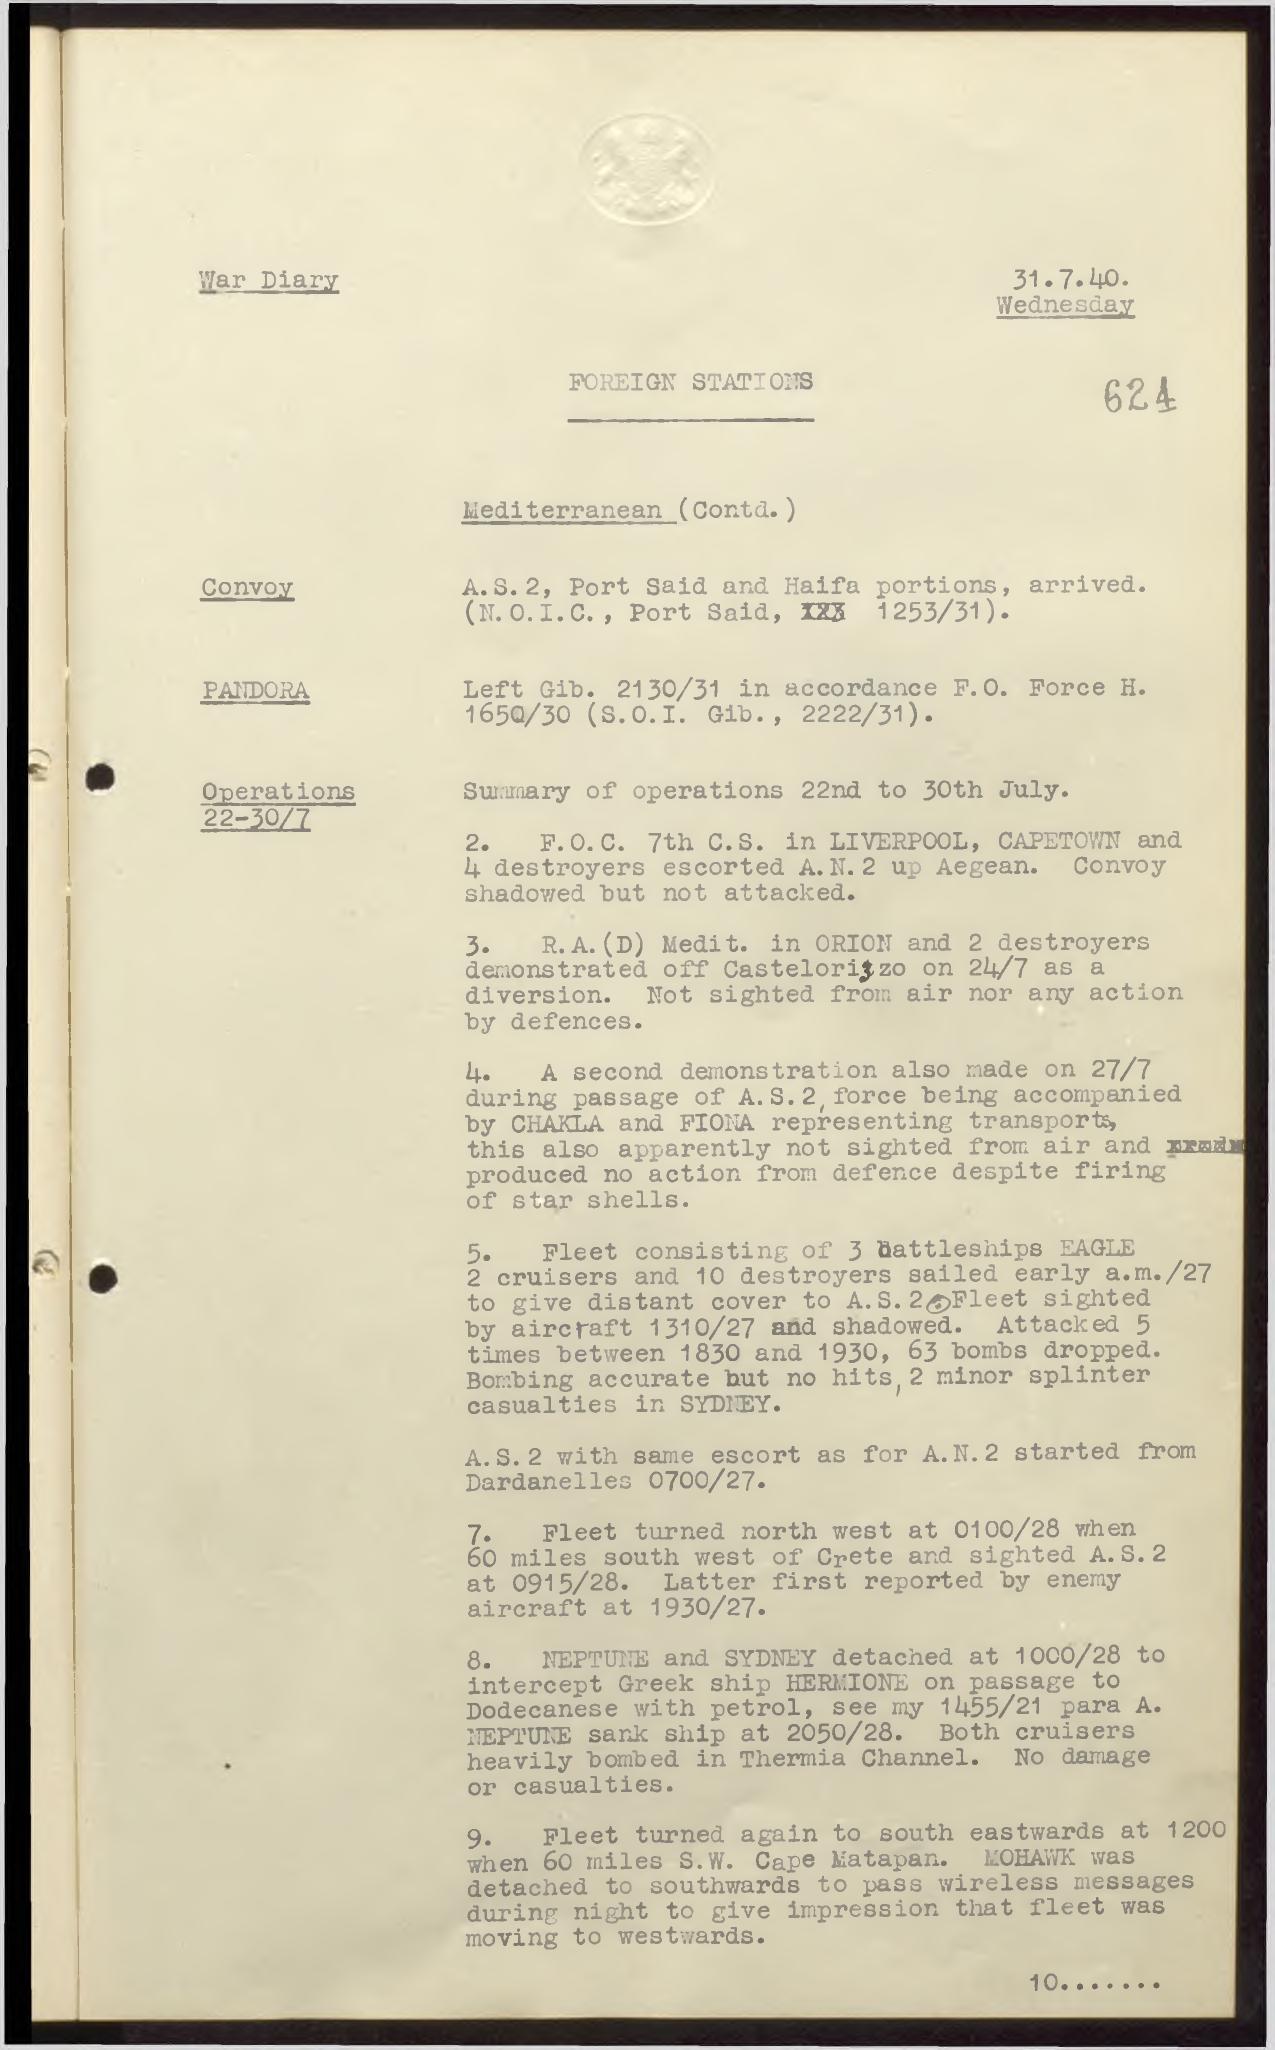 War Diary
31.7.40.
Wednesday
FOREIGN STATIONS
624
Mediterranean (Contd.)
Convoy
A.S.2, Port Said and Haifa portions, arrived.
(N.O.I.C., Port Said, 1253/31).
PANDORA
Left Gib. 2130/31 in accordance F.O. Force H.
1650/30 (S.O.I. Gib., 2222/31).
Operations
22-30/7
Summary of operations 22nd to 30th July.
2. F.O.C. 7th C.S. in LIVERPOOL, CAPETOWN and
4 destroyers escorted A.N.2 up Aegean. Convoy
shadowed but not attacked.
3. R.A.(D) Medit. in ORION and 2 destroyers
demonstrated off Castelorizzo on 24/7 as a
diversion. Not sighted from air nor any action
by defences.
4. A second demonstration also made on 27/7
during passage of A.S.2, force being accompanied
by CHAKLA and FIONA representing transports,
this also apparently not sighted from air and
produced no action from defence despite firing
of star shells.
5. Fleet consisting of 3 battleships EAGLE
2 cruisers and 10 destroyers sailed early a.m./27
to give distant cover to A.S.2. Fleet sighted
by aircraft 1310/27 and shadowed. Attacked 5
times between 1830 and 1930, 63 bombs dropped.
Bombing accurate but no hits, 2 minor splinter
casualties in SYDNEY.
A.S.2 with same escort as for A.N.2 started from
Dardanelles 0700/27.
7. Fleet turned north west at 0100/28 when
60 miles south west of Crete and sighted A.S.2
at 0915/28. Latter first reported by enemy
aircraft at 1930/27.
8. NEPTUNE and SYDNEY detached at 1000/28 to
intercept Greek ship HERMIONE on passage to
Dodecanese with petrol, see my 1455/21 para A.
NEPTUNE sank ship at 2050/28. Both cruisers
heavily bombed in Thermia Channel. No damage
or casualties.
9. Fleet turned again to south eastwards at 1200
when 60 miles S.W. Cape Matapan. MOHAWK was
detached to southwards to pass wireless messages
during night to give impression that fleet was
moving to westwards.
10.......